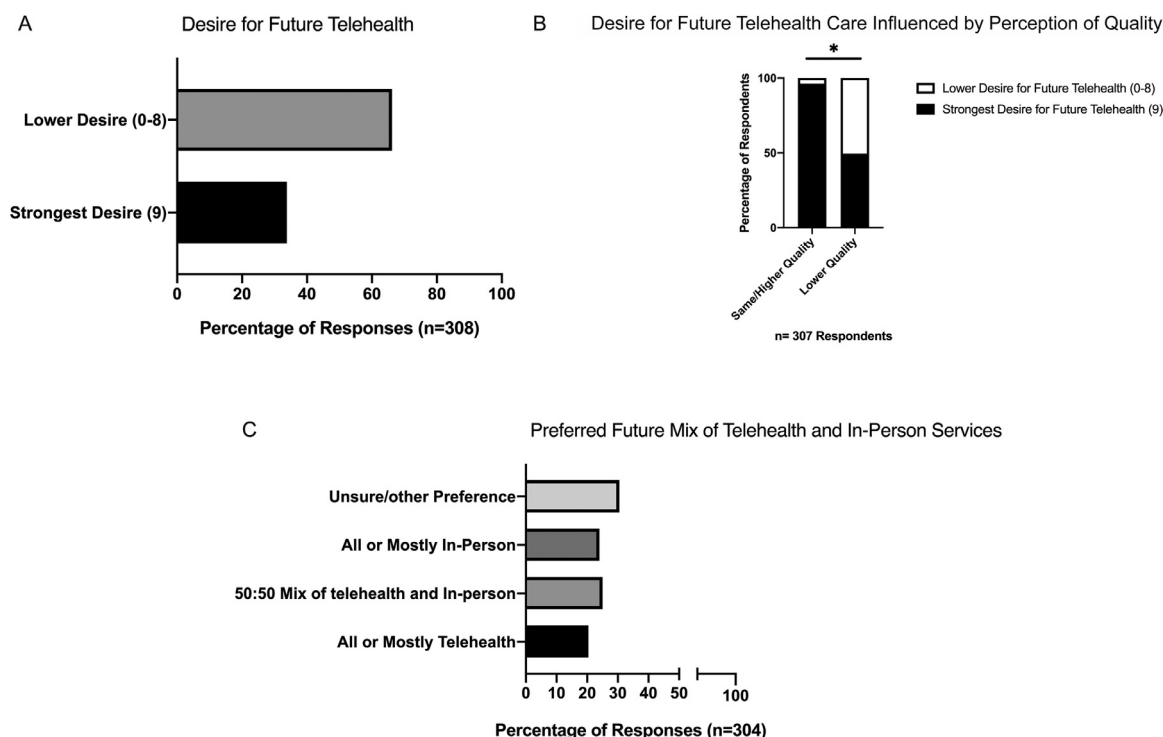 A
Desire for Future Telehealth
Lower Desire (0-8)
Strongest Desire (9)
0 20 40 60 80 100
Percentage of Responses (n=308)
B
Desire for Future Telehealth Care Influenced by Perception of Quality
*
Percentage of Respondents
100
50
0
Same/Higher Quality
Lower Quality
n= 307 Respondents
Lower Desire for Future Telehealth (0-8)
Strongest Desire for Future Telehealth (9)
C
Preferred Future Mix of Telehealth and In-Person Services
Unsure/other Preference
All or Mostly In-Person
50:50 Mix of telehealth and In-person
All or Mostly Telehealth
0 10 20 30 40 50 100
Percentage of Responses (n=304)